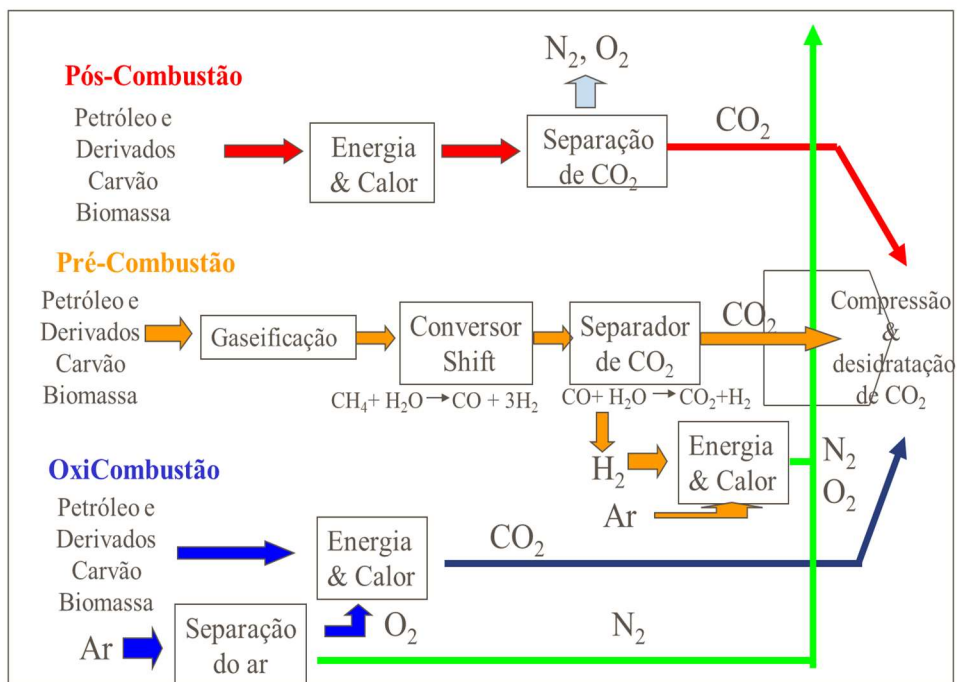 Pós-Combustão
Petróleo e
Derivados
Carvão
Biomassa
Energia
& Calor
N₂, O₂
Separação
de CO₂
CO₂
Pré-Combustão
Petróleo e
Derivados
Carvão
Biomassa
Gaseificação
Conversor
Shift
CH₄+ H₂O → CO + 3H₂
Separador
de CO₂
CO+ H₂O → CO₂+H₂
CO₂
Compressão
&
desidratação
de CO₂
H₂
Ar
Energia
& Calor
N₂
O₂
OxiCombustão
Petróleo e
Derivados
Carvão
Biomassa
Energia
& Calor
CO₂
Ar
Separação
do ar
O₂
N₂